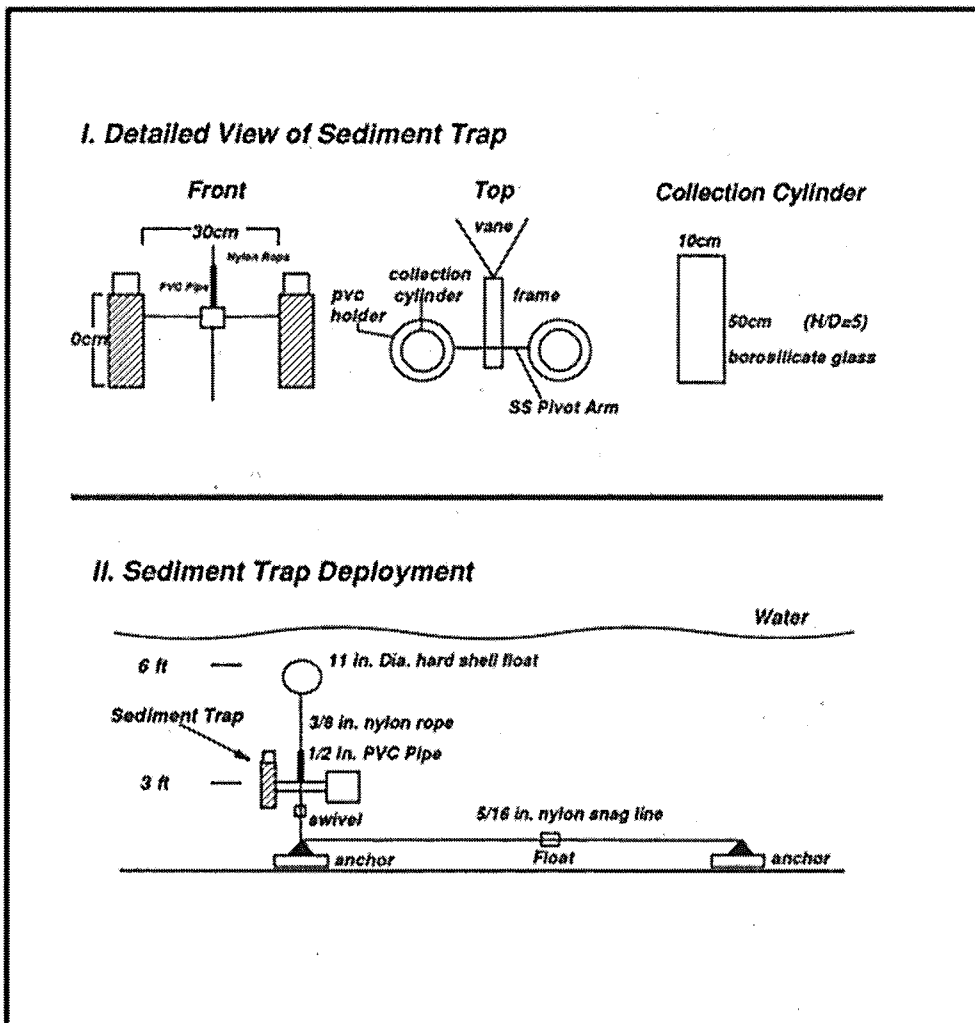 I. Detailed View of Sediment Trap
Front
Top
Collection Cylinder
30cm
Nylon Rope
PVC Pipe
0cm
vane
collection
cylinder
pvc
holder
frame
SS Pivot Arm
10cm
50cm (H/D=5)
borosilicate glass
II. Sediment Trap Deployment
Water
6 ft
11 in. Dia. hard shell float
Sediment Trap
3/8 in. nylon rope
1/2 in. PVC Pipe
3 ft
swivel
5/16 in. nylon snag line
anchor
Float
anchor